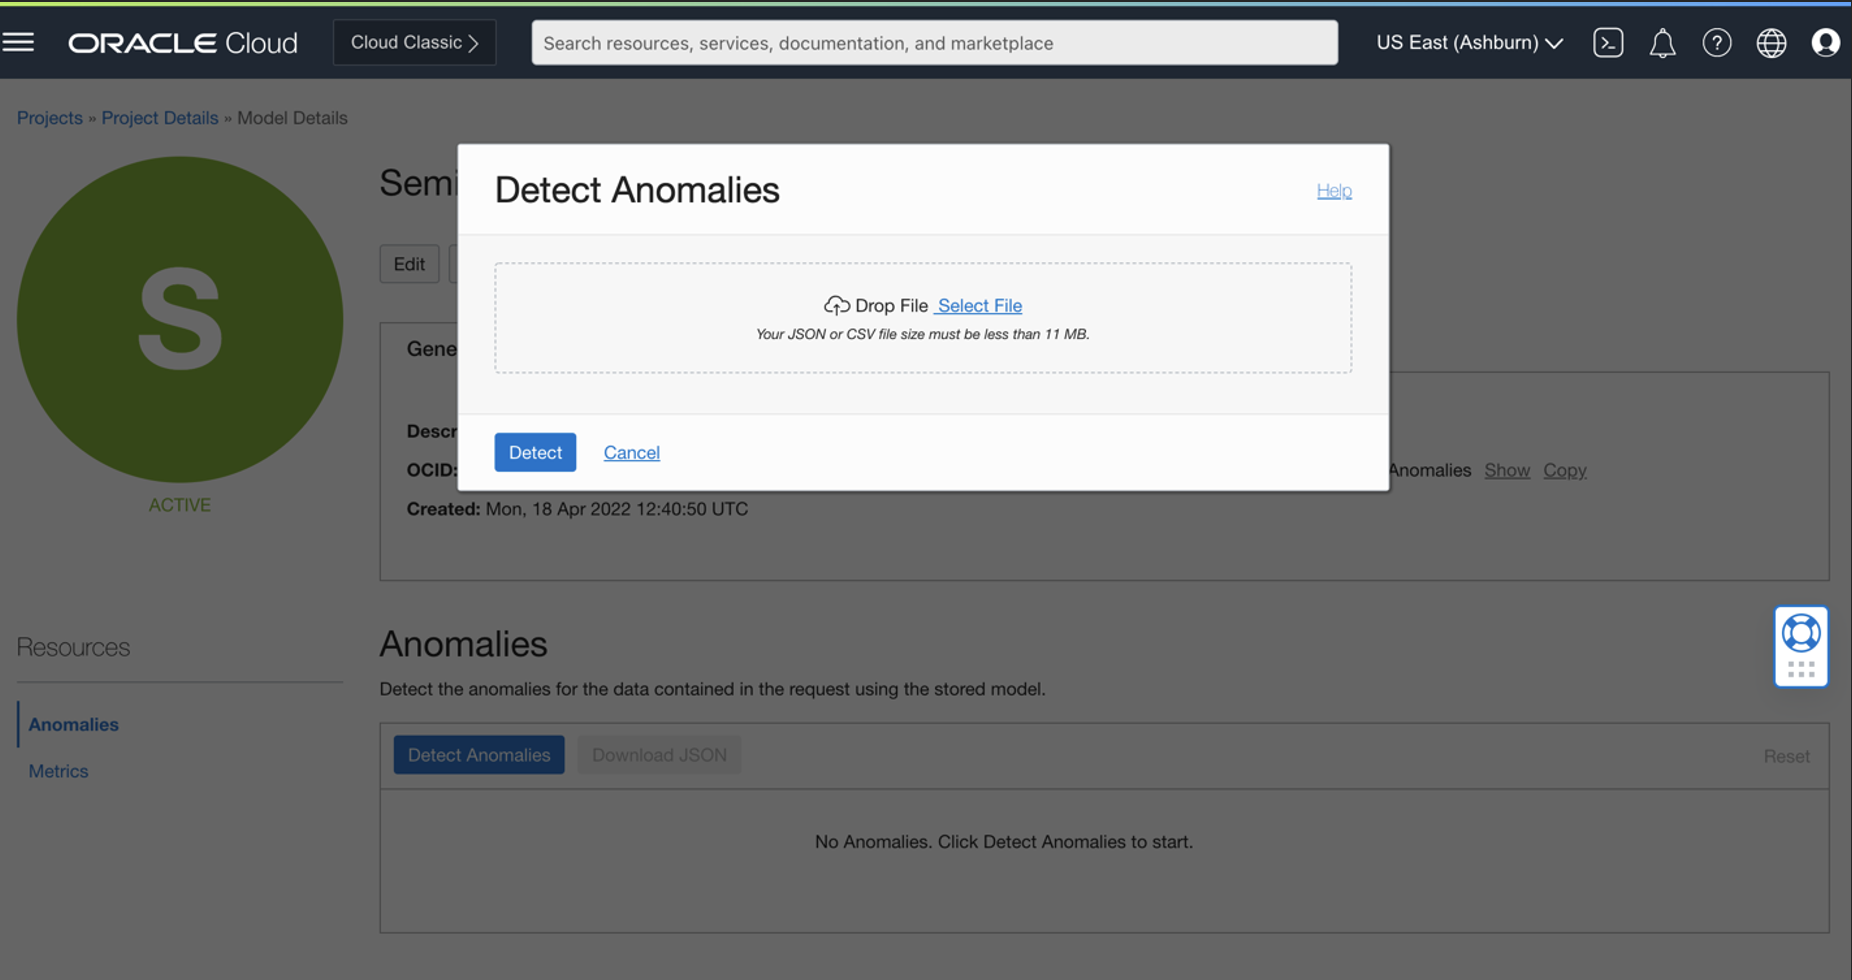 ORACLE Cloud
Cloud Classic
Search resources, services, documentation, and marketplace
US East (Ashburn)
Projects » Project Details » Model Details
S
ACTIVE
Semi
Edit
Gene
Descr
OCID:
Anomalies Show Copy
Created: Mon, 18 Apr 2022 12:40:50 UTC
Detect Anomalies
Help
Drop File Select File
Your JSON or CSV file size must be less than 11 MB.
Detect
Cancel
Resources
Anomalies
Metrics
Anomalies
Detect the anomalies for the data contained in the request using the stored model.
Detect Anomalies
Download JSON
Reset
No Anomalies. Click Detect Anomalies to start.